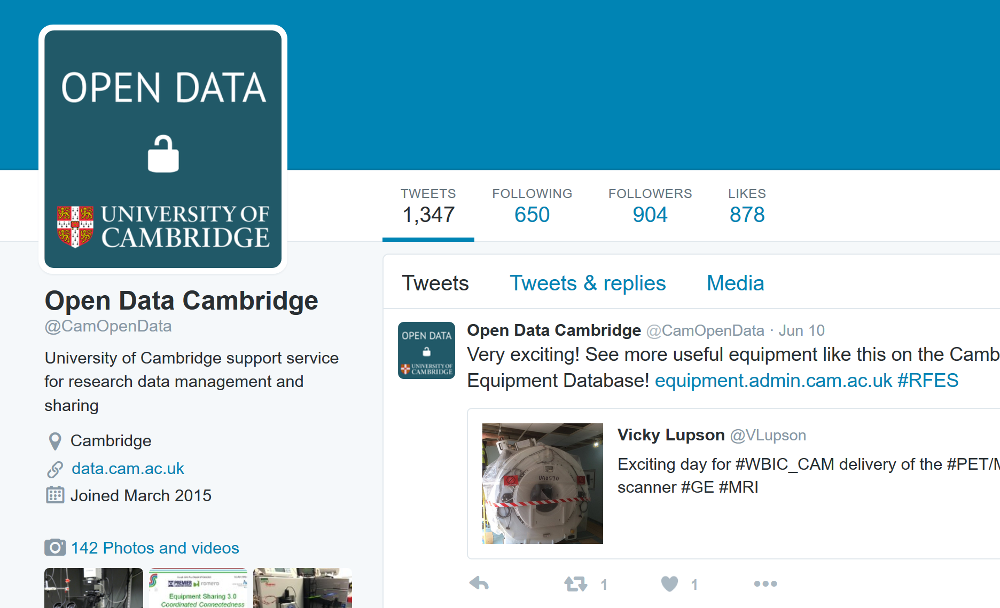 OPEN DATA
UNIVERSITY OF
CAMBRIDGE
TWEETS
1,347
FOLLOWING
650
FOLLOWERS
904
LIKES
878
Open Data Cambridge
@CamOpenData
University of Cambridge support service
for research data management and
sharing
Cambridge
data.cam.ac.uk
Joined March 2015
142 Photos and videos
PREMIER
romero
Equipment Sharing 3.0
Coordinated Connectedness
Tweets
Tweets & replies
Media
OPEN DATA
UNIVERSITY OF
CAMBRIDGE
Open Data Cambridge @CamOpenData · Jun 10
Very exciting! See more useful equipment like this on the Camb
Equipment Database! equipment.admin.cam.ac.uk #RFES
UA0570
Vicky Lupson @VLupson
Exciting day for #WBIC_CAM delivery of the #PET/M
scanner #GE #MRI
1
1